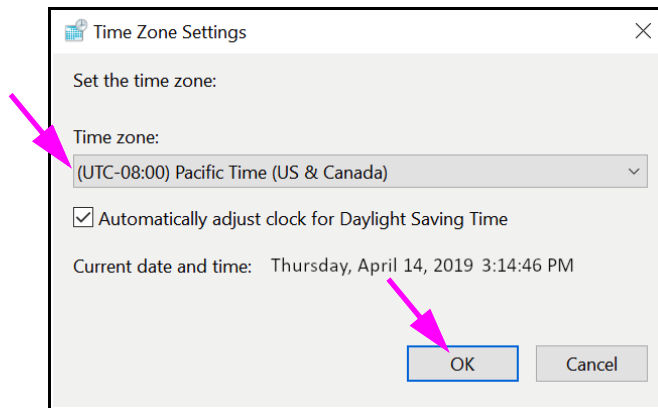 Time Zone Settings
Set the time zone:
Time zone:
(UTC-08:00) Pacific Time (US & Canada)
Automatically adjust clock for Daylight Saving Time
Current date and time: Thursday, April 14, 2019 3:14:46 PM
OK Cancel